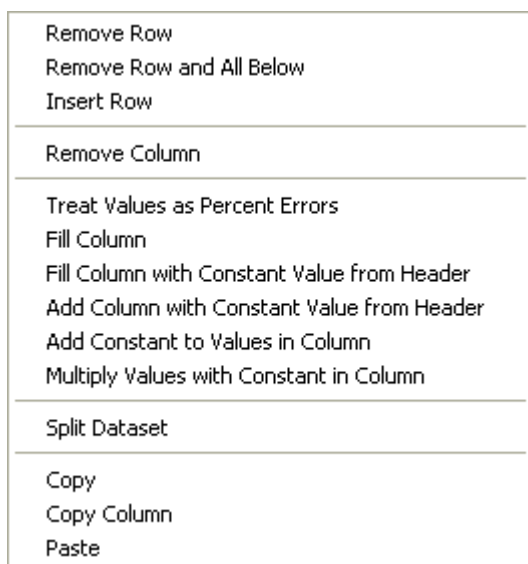 Remove Row
Remove Row and All Below
Insert Row
Remove Column
Treat Values as Percent Errors
Fill Column
Fill Column with Constant Value from Header
Add Column with Constant Value from Header
Add Constant to Values in Column
Multiply Values with Constant in Column
Split Dataset
Copy
Copy Column
Paste